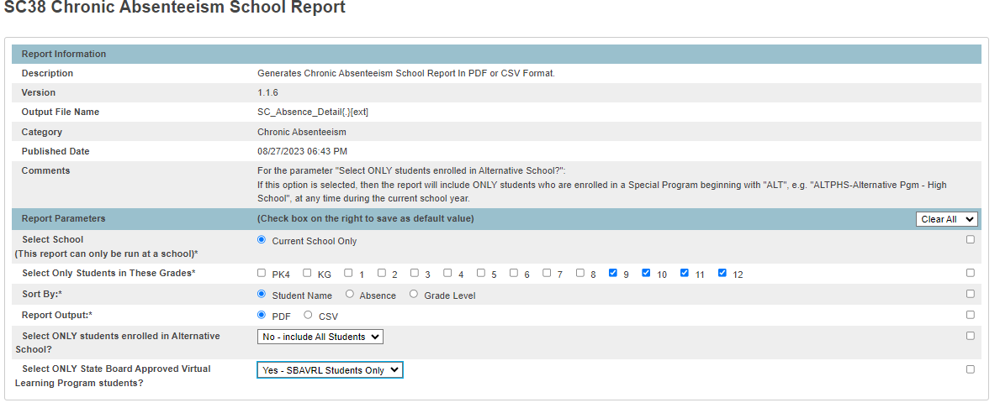 SC38 Chronic Absenteeism School Report
Report Information
Description Generates Chronic Absenteeism School Report In PDF or CSV Format.
Version 1.1.6
Output File Name SC_Absence_Detail{.}[ext]
Category Chronic Absenteeism
Published Date 08/27/2023 06:43 PM
Comments For the parameter "Select ONLY students enrolled in Alternative School?":
If this option is selected, then the report will include ONLY students who are enrolled in a Special Program beginning with "ALT", e.g. "ALTPHS-Alternative Pgm - High
School", at any time during the current school year.
Report Parameters (Check box on the right to save as default value) Clear All
Select School
(This report can only be run at a school)* Current School Only
Select Only Students in These Grades* PK4 KG 1 2 3 4 5 6 7 8 9 10 11 12
Sort By:* Student Name Absence Grade Level
Report Output:* PDF CSV
Select ONLY students enrolled in Alternative
School? No - include All Students
Select ONLY State Board Approved Virtual
Learning Program students? Yes - SBAVRL Students Only